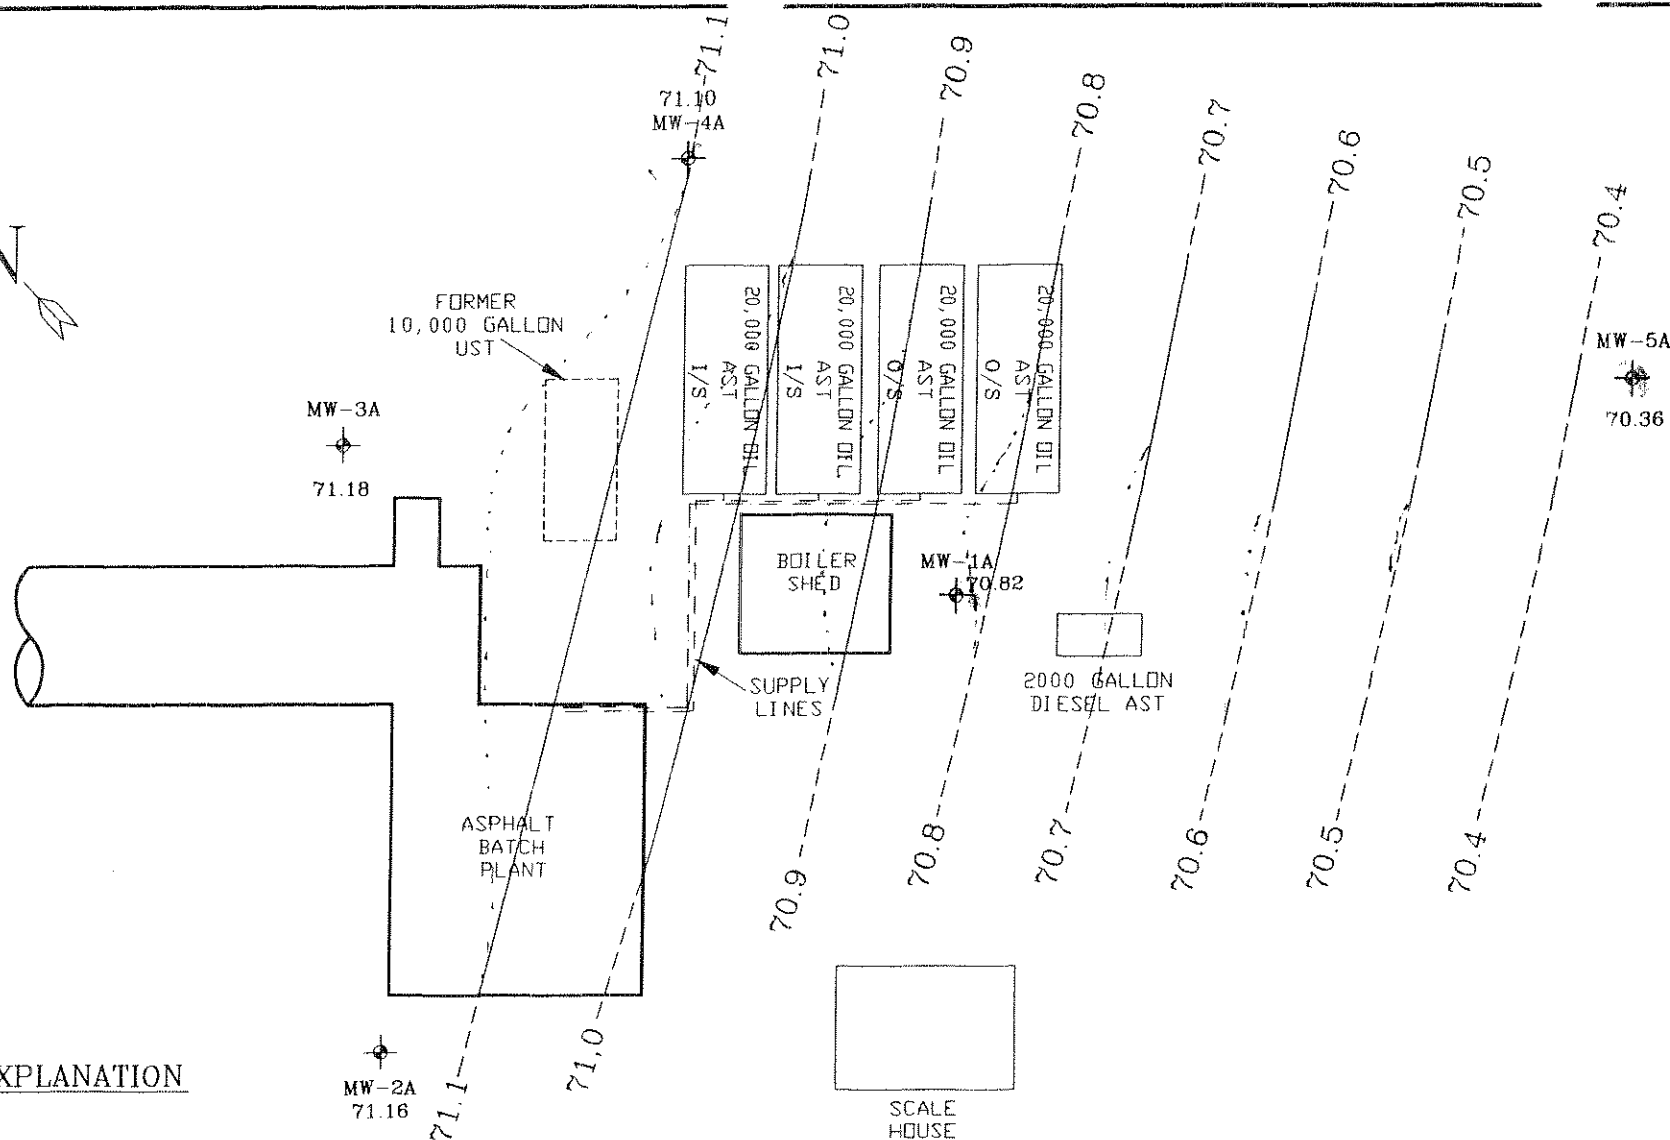 71.1
71.0
70.9
70.8
70.7
70.6
70.5
70.4
71.10
MW-4A
N
FORMER
10,000 GALLON
UST
20,000 GALLON OIL
AST
I/S
20,000 GALLON OIL
AST
I/S
20,000 GALLON OIL
AST
O/S
20,000 GALLON OIL
AST
O/S
MW-5A
70.36
MW-3A
71.18
BOILER
SHED
MW-1A
70.82
SUPPLY
LINES
2000 GALLON
DIESEL AST
ASPHALT
BATCH
PLANT
70.9
70.8
70.7
70.6
70.5
70.4
71.0
71.1
XPLANATION
MW-2A
71.16
SCALE
HOUSE